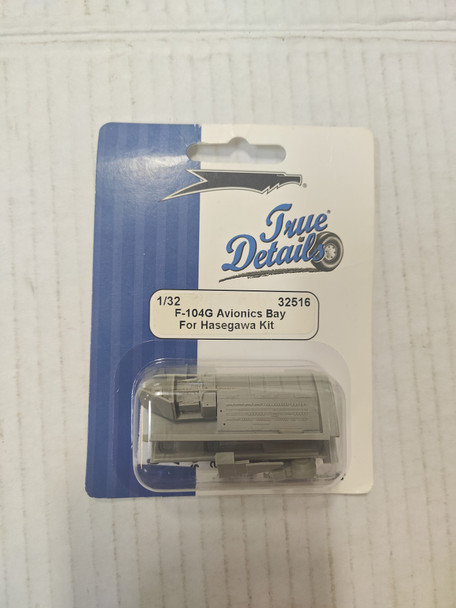 True
Details
1/32 32516
F-104G Avionics Bay
For Hasegawa Kit